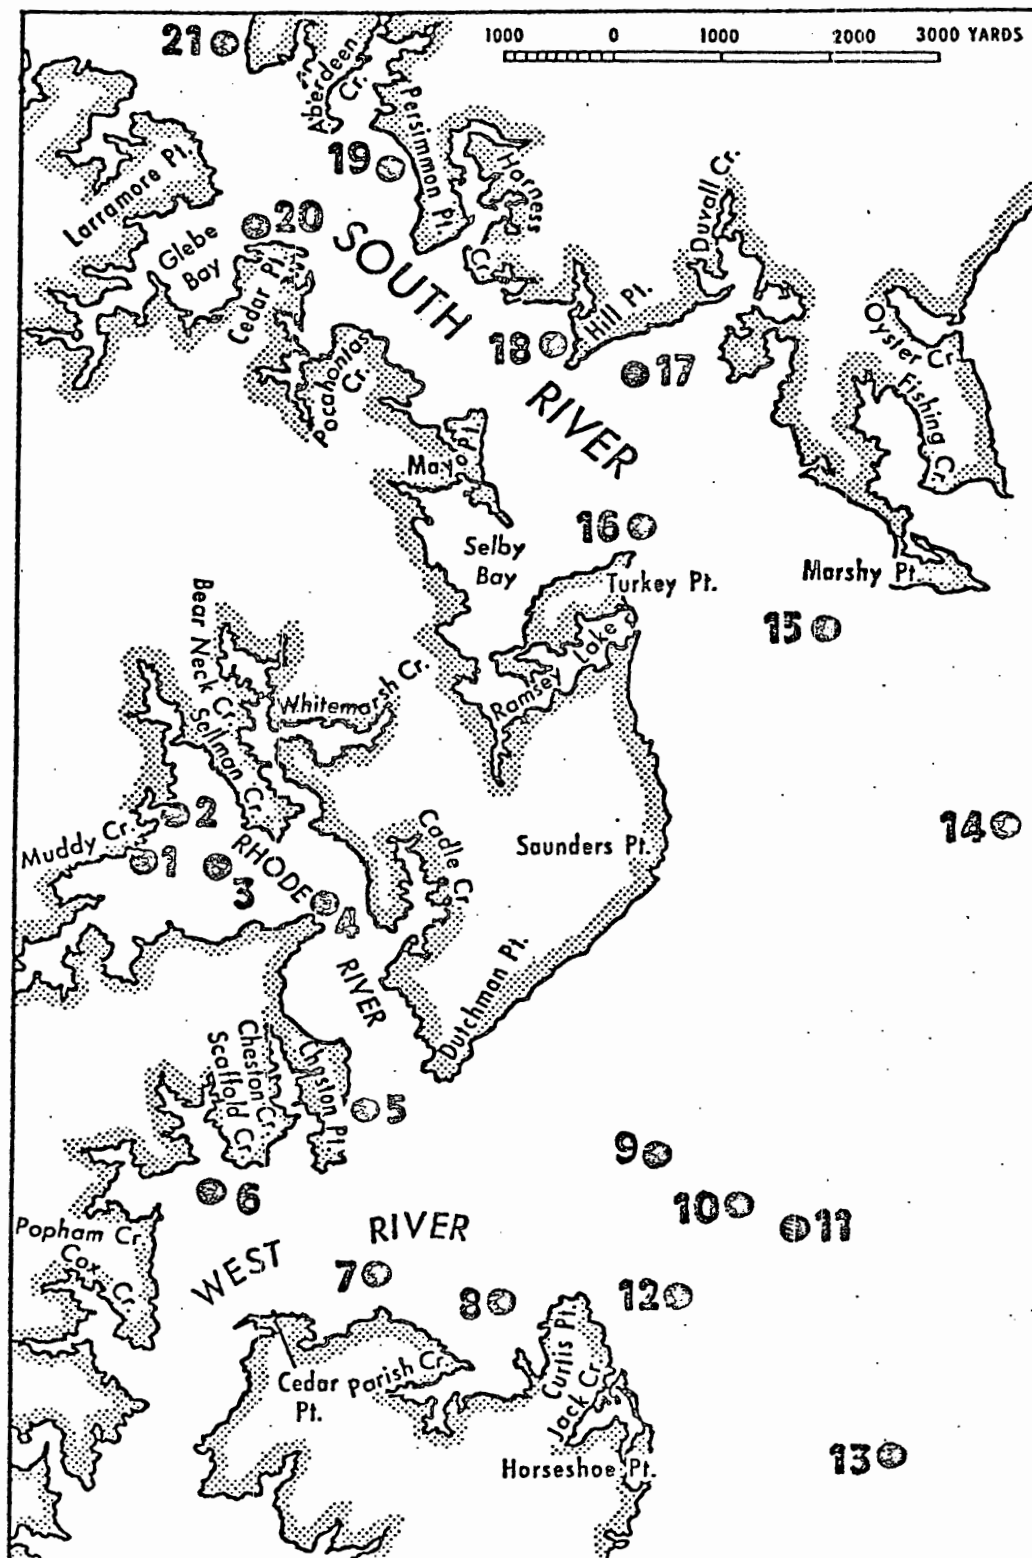 21
1000 0 1000 2000 3000 YARDS
Aberdeen Cr.
Persimmon Pt.
19
Harness Cr.
Duvall Cr.
Larramore Pt.
20
Glebe Bay
Cedar Pt.
SOUTH RIVER
18
Hill Pt.
17
Oyster Cr.
Fishing Cr.
Pocahontas Cr.
Mayo Pt.
16
Selby Bay
Turkey Pt.
Marshy Pt.
15
Ramsey Lake
Bear Neck Cr.
Sellman Cr.
Whitemarsh Cr.
2
Muddy Cr.
1
3
RHODE RIVER
4
Cadle Cr.
Saunders Pt.
14
Dutchman Pt.
Cheston Cr.
Scaffold Cr.
Cheston Pt.
5
9
6
10
11
Popham Cr.
Cox Cr.
WEST RIVER
7
8
12
Curtis Pt.
Cedar Pt.
Parish Cr.
Jack Cr.
Horseshoe Pt.
13